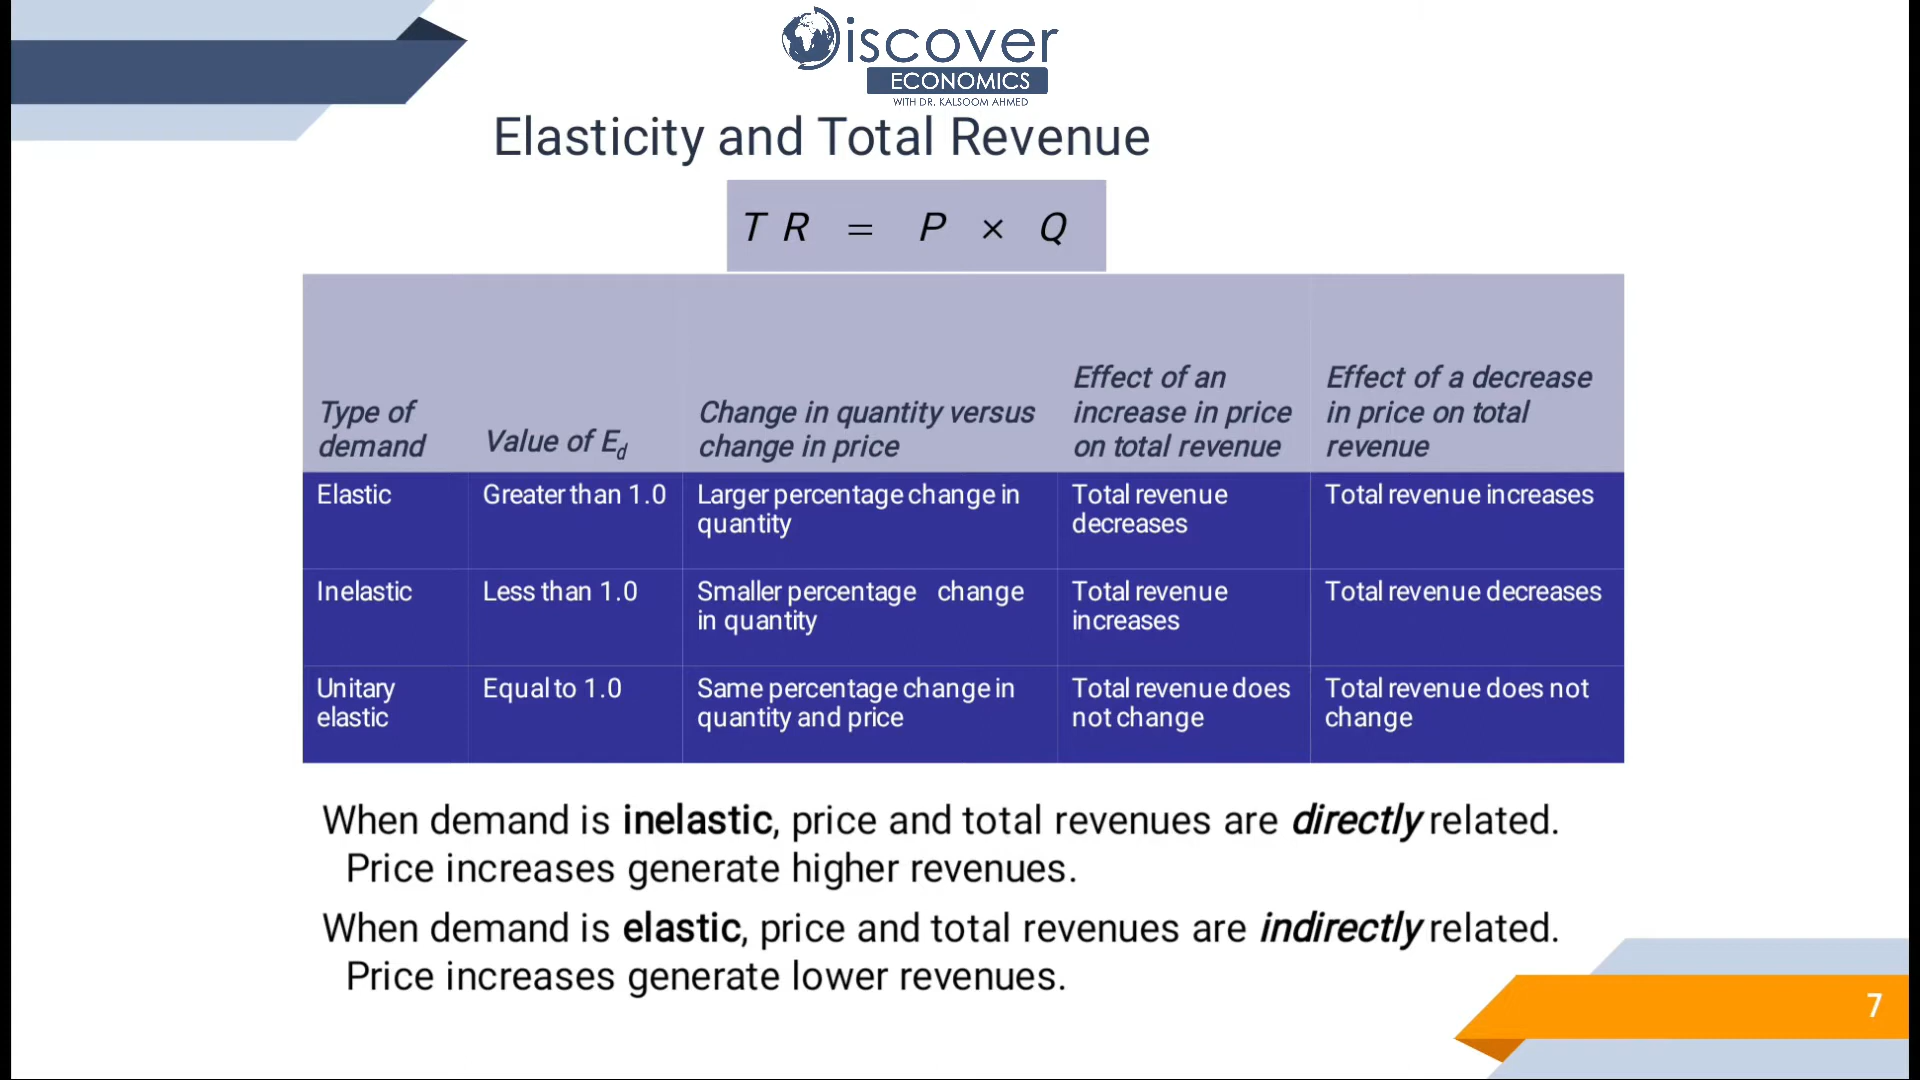 Discover
ECONOMICS
WITH DR. KALSOOM AHMED
Elasticity and Total Revenue
T R = P × Q
Type of
demand
Value of Ed
Change in quantity versus
change in price
Effect of an
increase in price
on total revenue
Effect of a decrease
in price on total
revenue
Elastic
Greater than 1.0
Larger percentage change in
quantity
Total revenue
decreases
Total revenue increases
Inelastic
Less than 1.0
Smaller percentage change
in quantity
Total revenue
increases
Total revenue decreases
Unitary
elastic
Equal to 1.0
Same percentage change in
quantity and price
Total revenue does
not change
Total revenue does not
change
When demand is inelastic, price and total revenues are directly related.
Price increases generate higher revenues.
When demand is elastic, price and total revenues are indirectly related.
Price increases generate lower revenues.
7